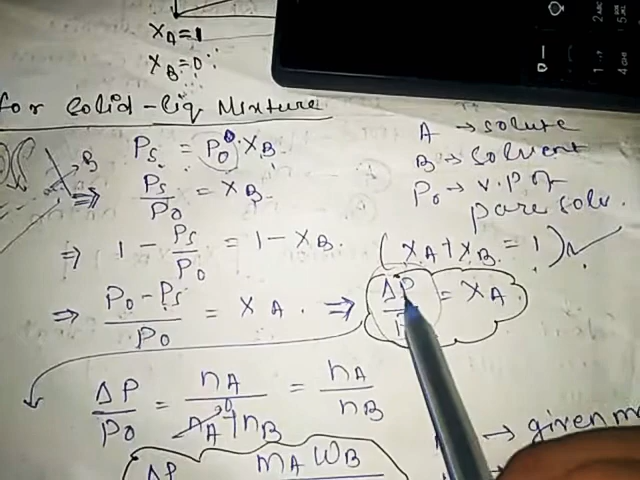 XA=1
XB=0
for Solid-liq Mixture
Ps = P0 · XB
A → solute
B
B → Solvent
⇒ Ps/P0 = XB
P0 → v.p of
pure solv.
⇒ 1 - Ps/P0 = 1 - XB. (XA+XB = 1)
⇒ P0-Ps/P0 = XA. ⇒ ΔP = XA.
ΔP/P0 = nA/nA+nB = nA/nB
→ given
ΔP MA WB